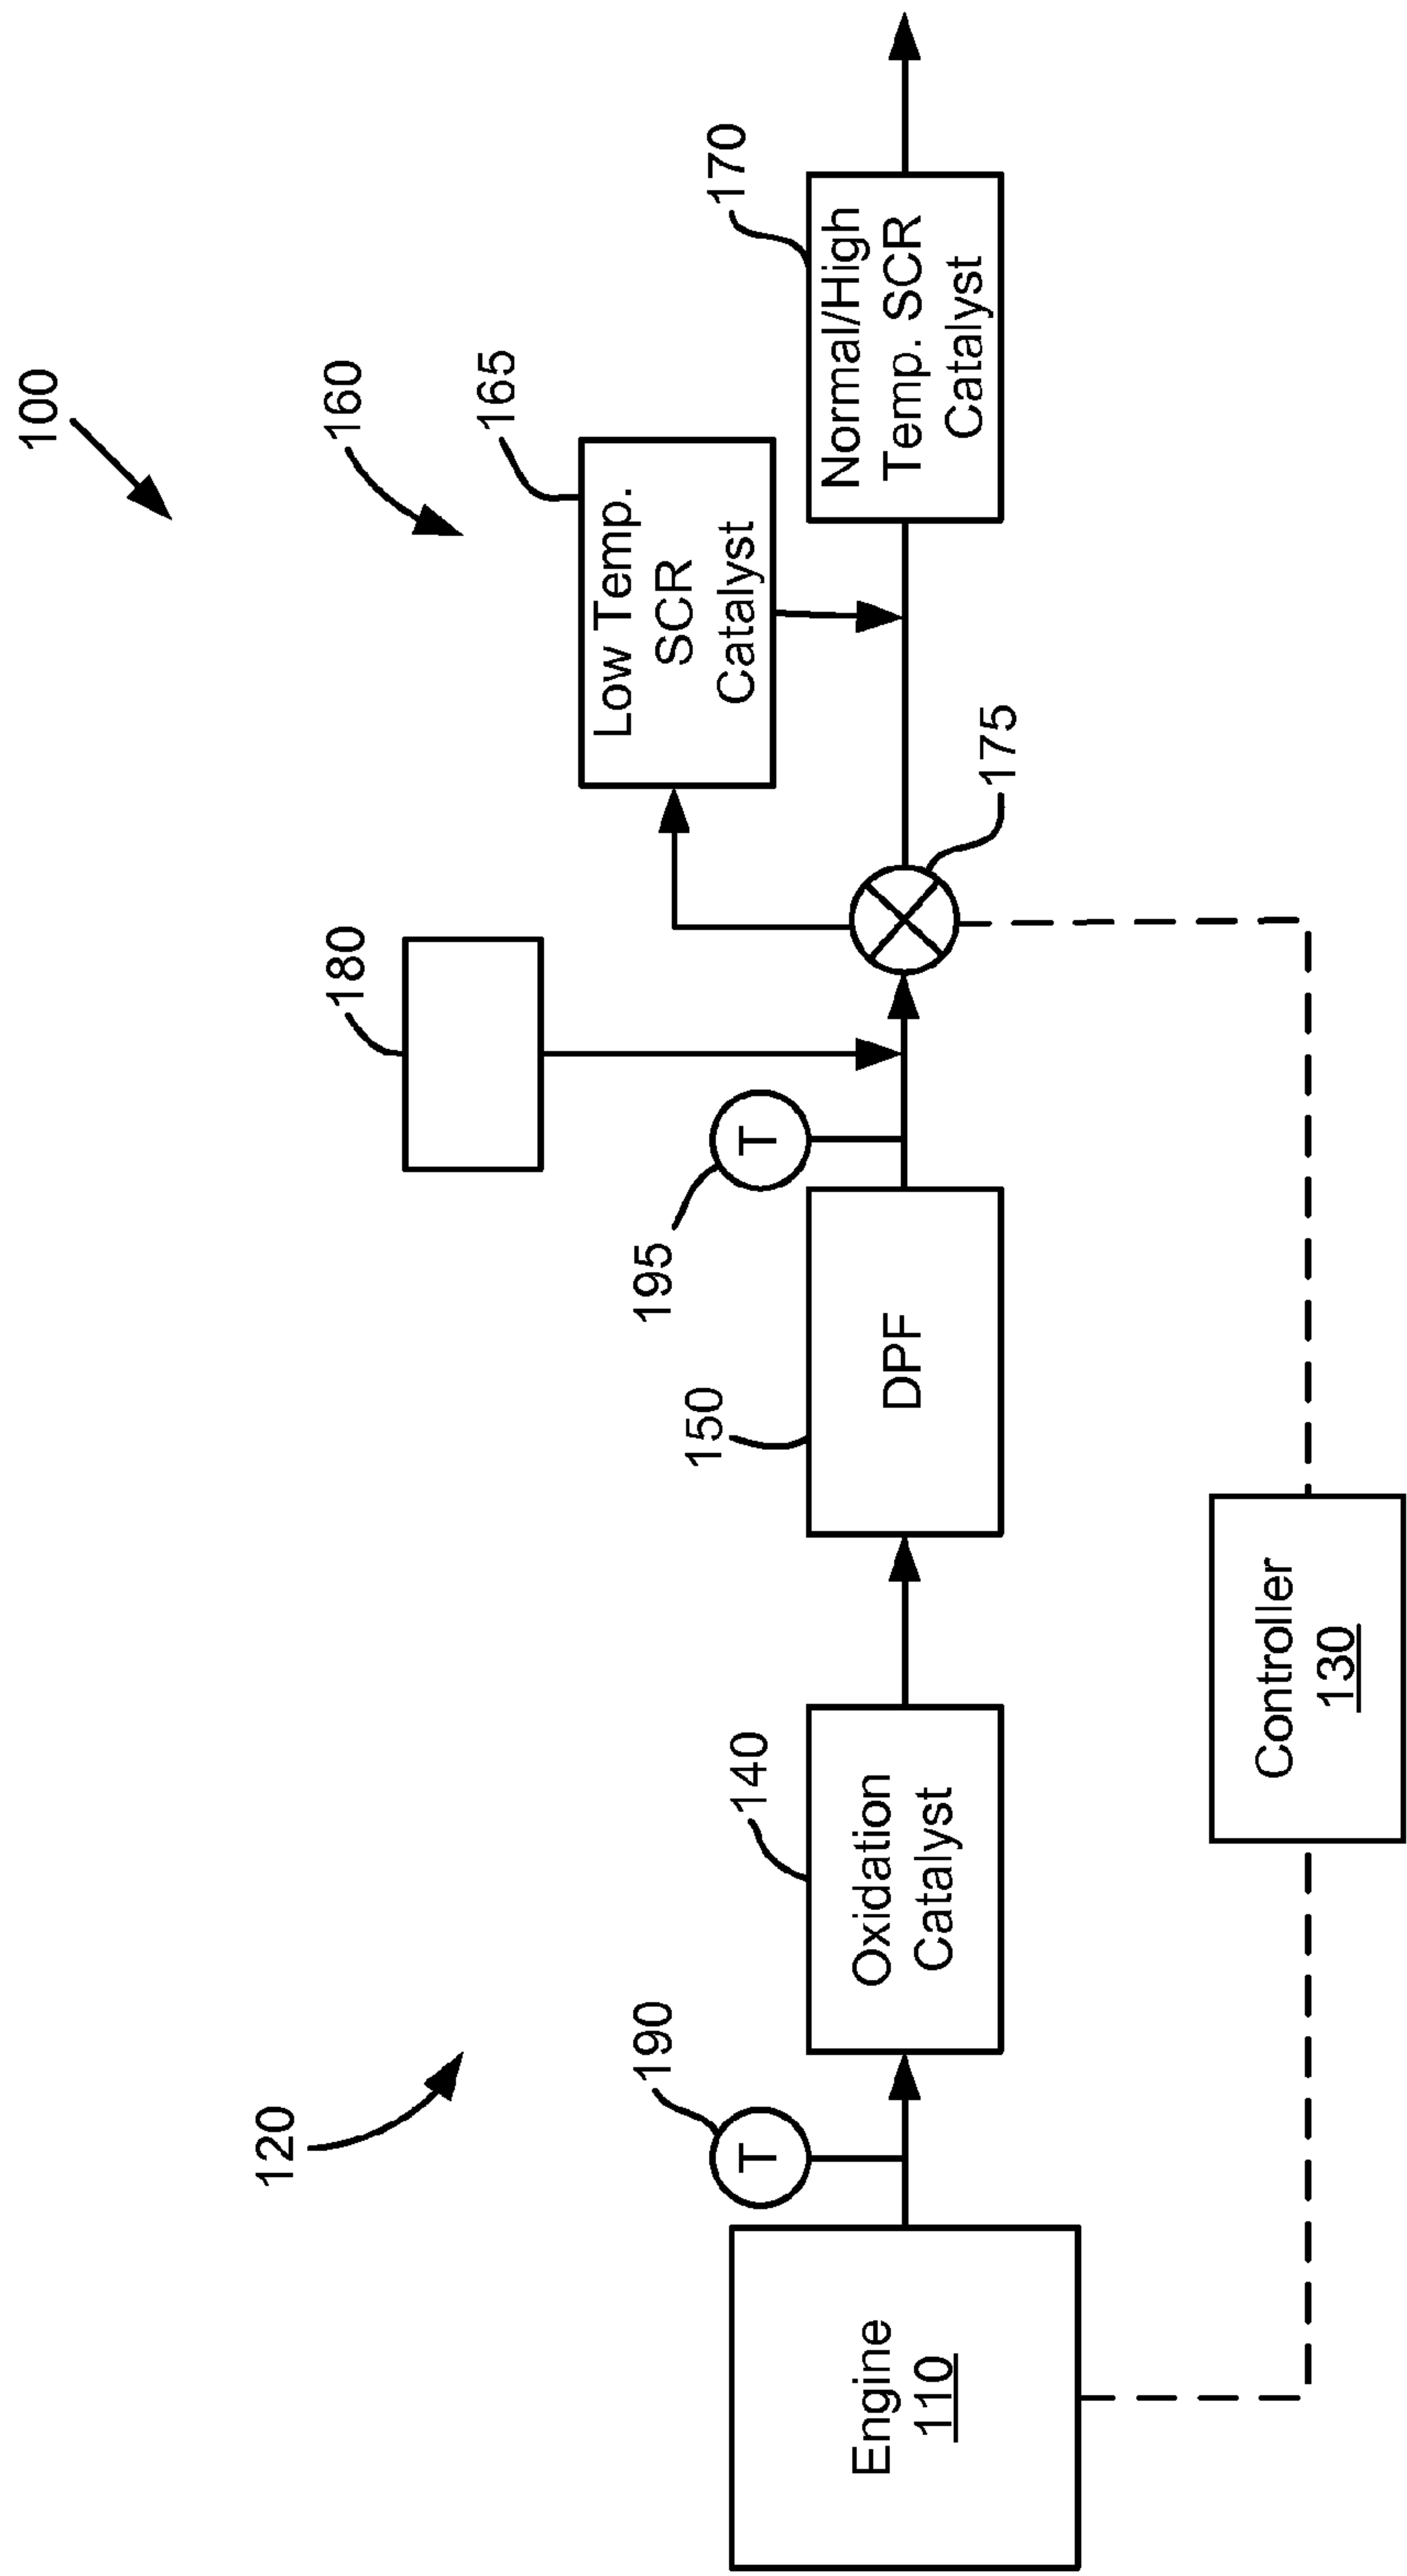 100
160
165
170
Low Temp.
SCR
Catalyst
Normal/High
Temp. SCR
Catalyst
180
175
195
T
150
DPF
120
190
T
140
Oxidation
Catalyst
Engine
110
Controller
130